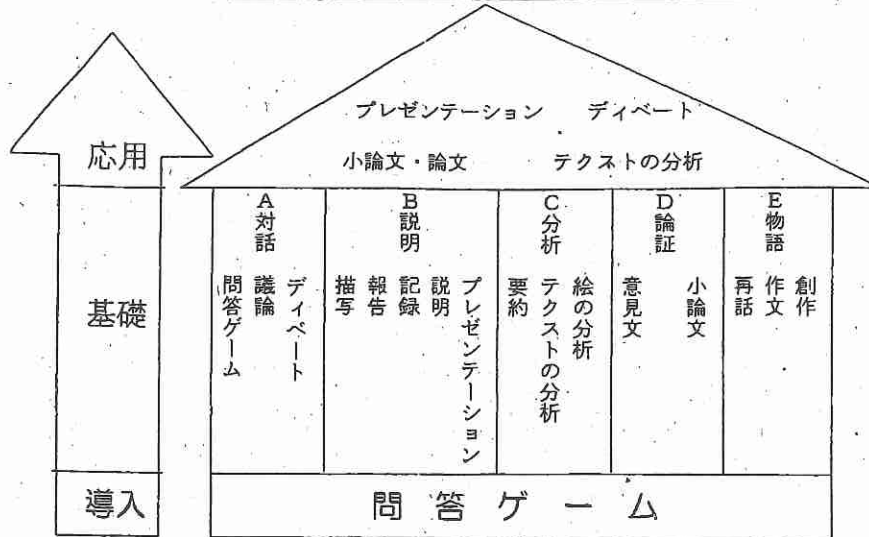 プレゼンテーション ディベート
応用
小論文・論文 テクストの分析
基礎
A対話
問答ゲーム
議論
ディベート
B説明
描写
報告
記録
説明
プレゼンテーション
C分析
要約
テクストの分析
絵の分析
D論証
意見文
小論文
E物語
再話
作文
創作
導入
問答ゲーム